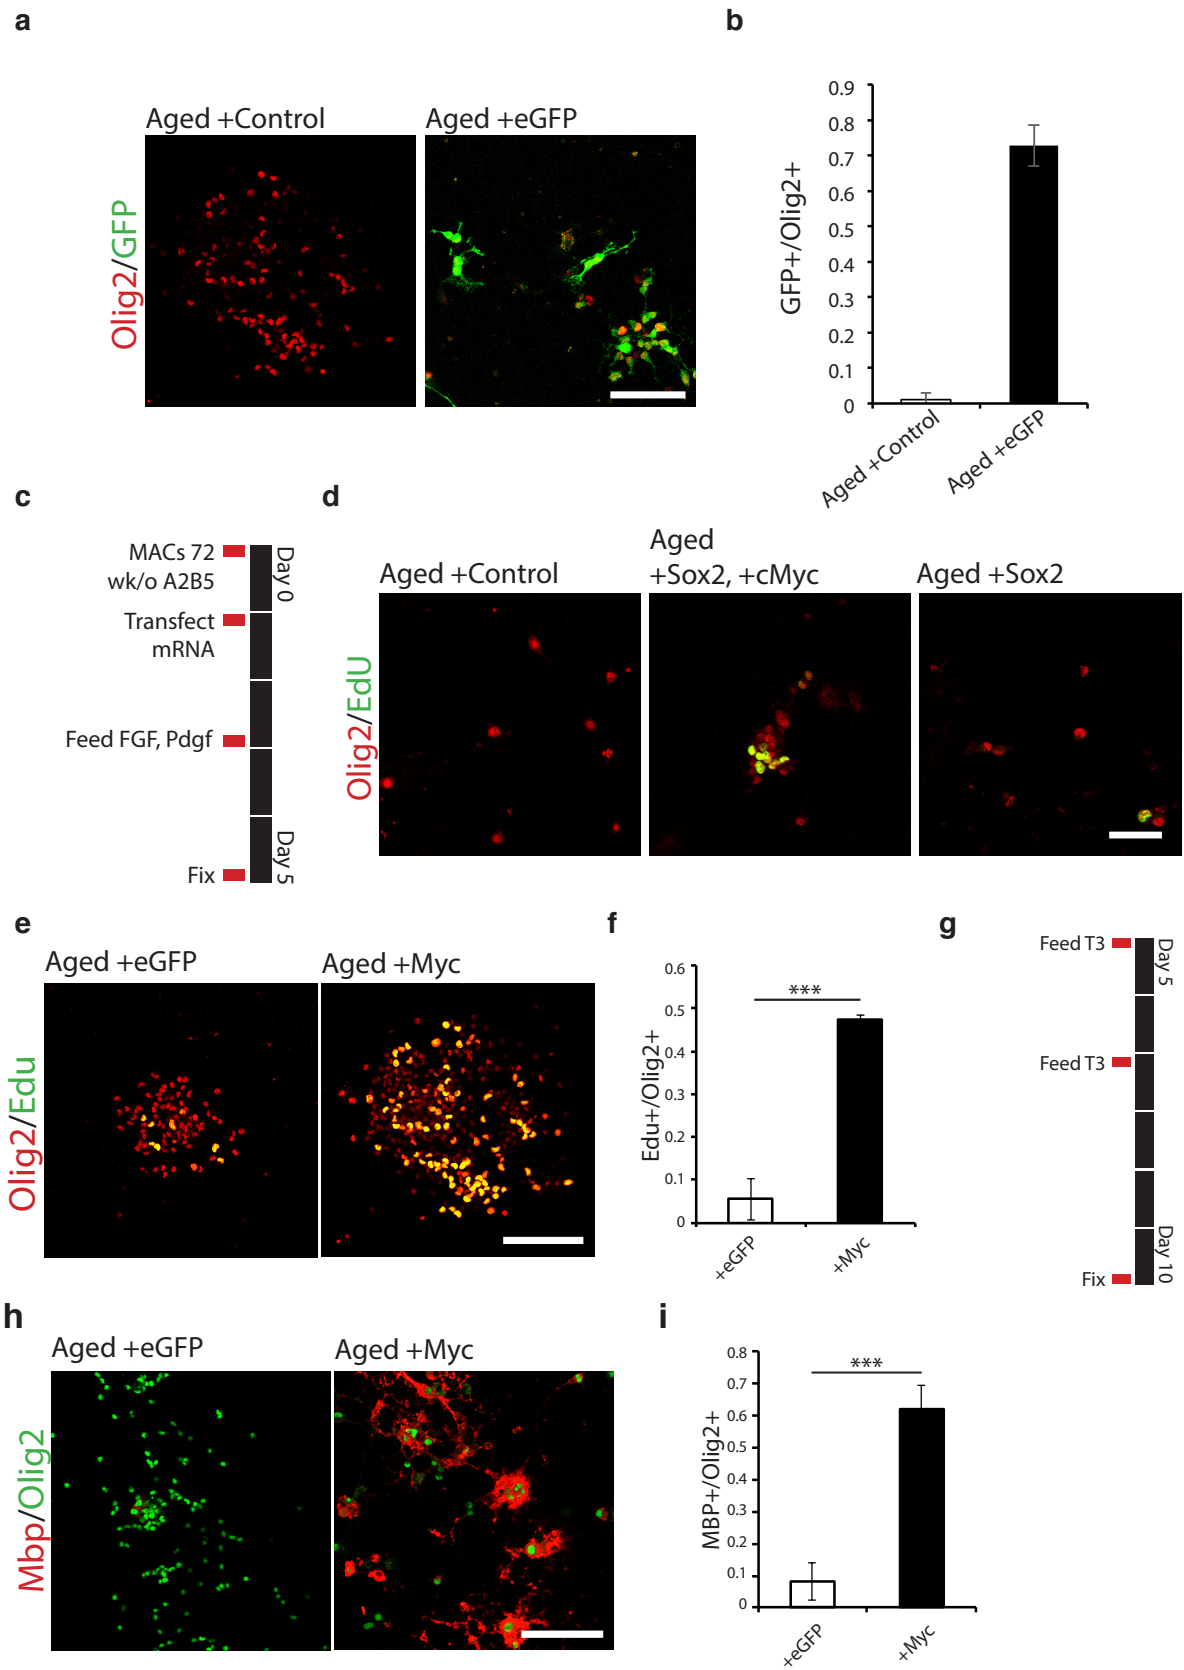 a
Aged +Control
Aged +eGFP
Olig2/GFP
b
0.9
0.8
0.7
0.6
0.5
0.4
0.3
0.2
0.1
0
GFP+/Olig2+
Aged +Control
Aged +eGFP
c
MACs 72
wk/o A2B5
Transfect
mRNA
Feed FGF, Pdgf
Fix
Day 0
Day 5
d
Aged +Control
Aged
+Sox2, +cMyc
Aged +Sox2
Olig2/EdU
e
Aged +eGFP
Aged +Myc
Olig2/Edu
f
0.6
0.5
0.4
0.3
0.2
0.1
0
Edu+/Olig2+
***
+eGFP
+Myc
g
Feed T3
Feed T3
Fix
Day 5
Day 10
h
Aged +eGFP
Aged +Myc
Mbp/Olig2
i
0.8
0.7
0.6
0.5
0.4
0.3
0.2
0.1
0
MBP+/Olig2+
***
+eGFP
+Myc